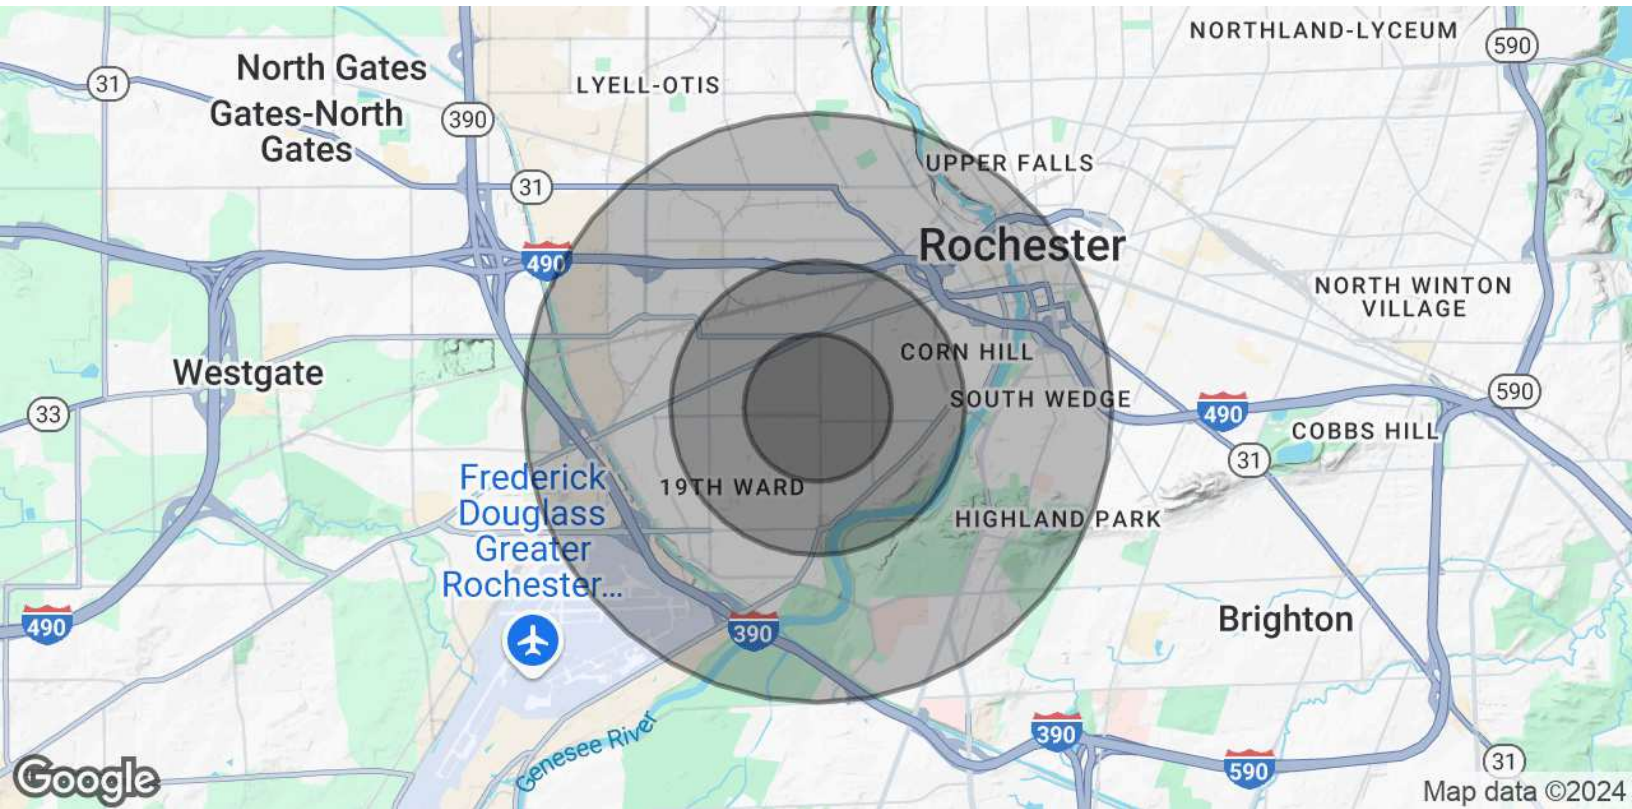 NORTHLAND-LYCEUM
590
North Gates
31
LYELL-OTIS
Gates-North
Gates
390
UPPER FALLS
31
Rochester
490
NORTH WINTON
VILLAGE
CORN HILL
Westgate
SOUTH WEDGE
590
33
490
COBBS HILL
31
Frederick
Douglass
Greater
Rochester...
19TH WARD
HIGHLAND PARK
490
390
Brighton
Genesee River
390
590
31
Google
Map data ©2024